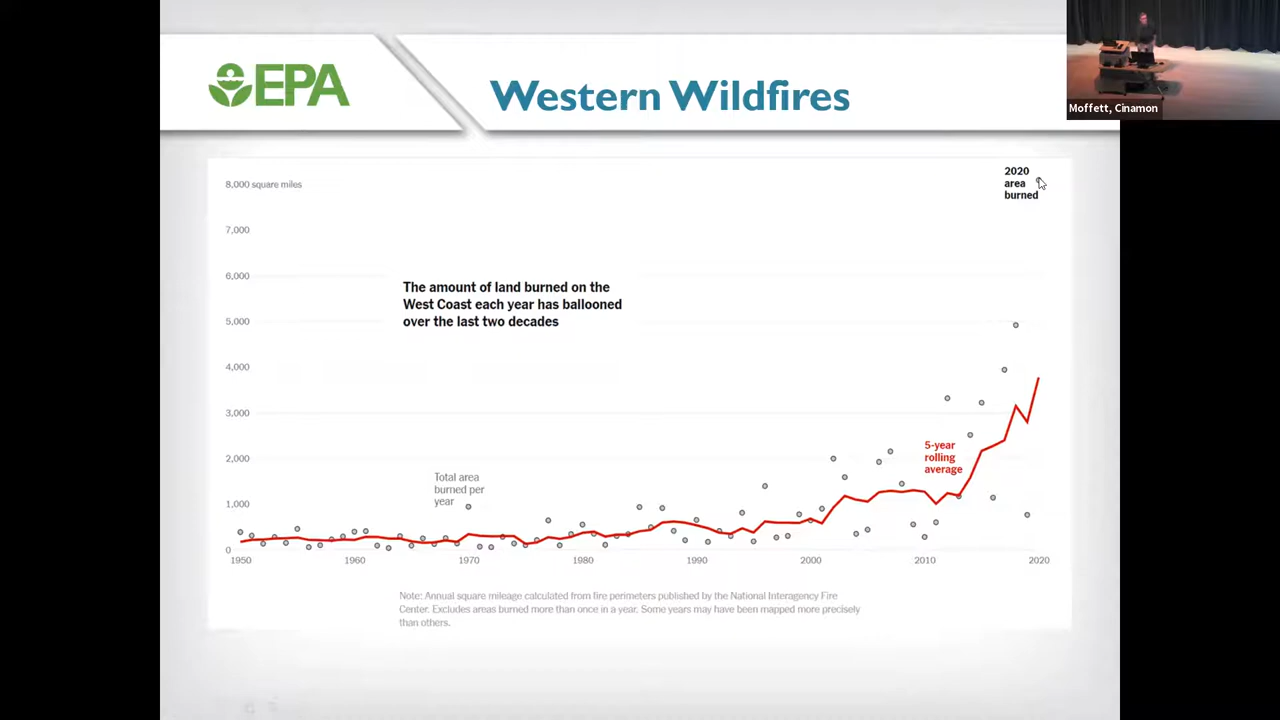 EPA
Western Wildfires
Moffett, Cinamon
2020
area
burned
8,000 square miles
7,000
6,000
The amount of land burned on the
West Coast each year has ballooned
over the last two decades
5,000
4,000
3,000
5-year
rolling
average
2,000
Total area
burned per
year
1,000
0
1950
1960
1970
1980
1990
2000
2010
2020
Note: Annual square mileage calculated from fire perimeters published by the National Interagency Fire
Center. Excludes areas burned more than once in a year. Some years may have been mapped more precisely
than others.